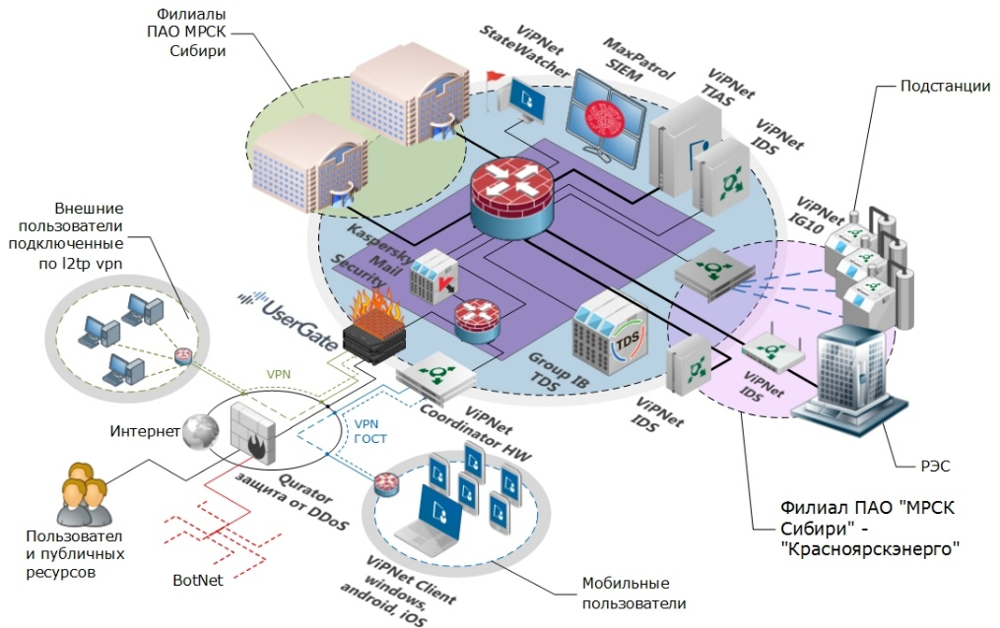 Филиалы
ПАО МРСК
Сибири
ViPNet
StateWatcher
MaxPatrol
SIEM
ViPNet
TIAS
ViPNet
IDS
Подстанции
ViPNet
IG10
Внешние
пользователи
подключенные
по l2tp vpn
Kaspersky
Mail
Security
UserGate
TDS
Group IB
TDS
ViPNet
IDS
ViPNet
IDS
VPN
VPN
ГОСТ
ViPNet
Coordinator HW
Интернет
Qurator
защита от DDoS
РЭС
Филиал ПАО "МРСК
Сибири" -
"Красноярскэнерго"
Пользовател
и публичных
ресурсов
BotNet
ViPNet Client
windows,
android, iOS
Мобильные
пользователи